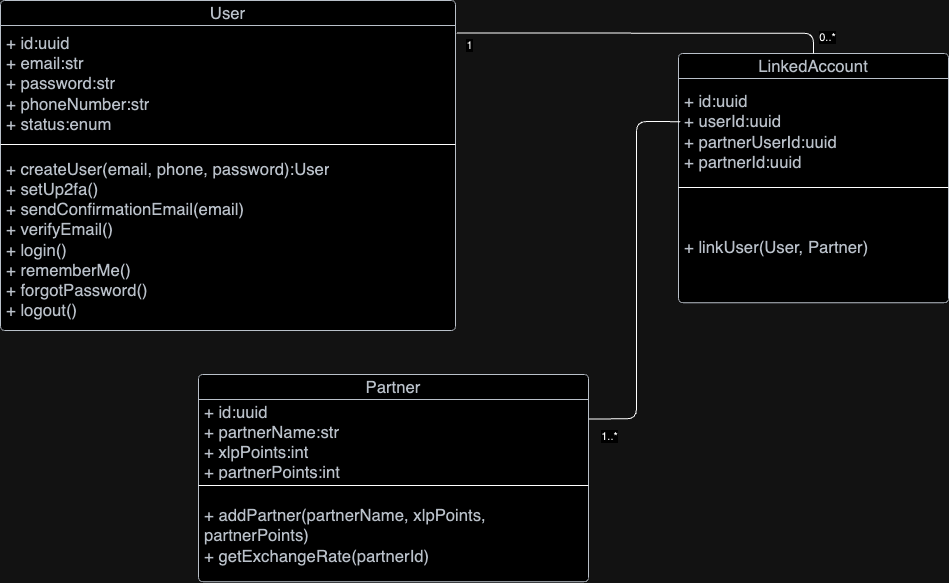 User
+ id:uuid
+ email:str
+ password:str
+ phoneNumber:str
+ status:enum
+ createUser(email, phone, password):User
+ setUp2fa()
+ sendConfirmationEmail(email)
+ verifyEmail()
+ login()
+ rememberMe()
+ forgotPassword()
+ logout()
1
0..*
LinkedAccount
+ id:uuid
+ userId:uuid
+ partnerUserId:uuid
+ partnerId:uuid
+ linkUser(User, Partner)
Partner
+ id:uuid
+ partnerName:str
+ xlpPoints:int
+ partnerPoints:int
+ addPartner(partnerName, xlpPoints,
partnerPoints)
+ getExchangeRate(partnerId)
1..*